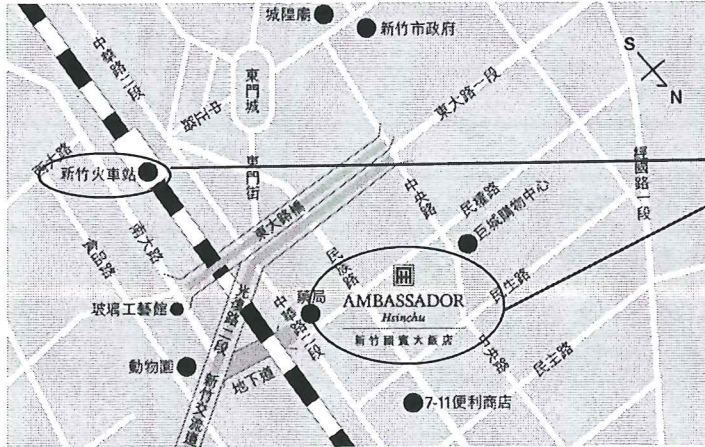 城隍廟
新竹市政府
S
N
中華路二段
東門城
中正路
東大路一段
西大路
新竹火車站
東門街
經國路一段
東大路橋
中央路
民權路
巨城購物中心
南大路
食品路
民族路
AMBASSADOR
Hsinchu
新竹國賓大飯店
民生路
玻璃工藝館
光復路二段
藥局
中華路二段
動物園
地下道
新竹交流道
中央路
民主路
7-11便利商店